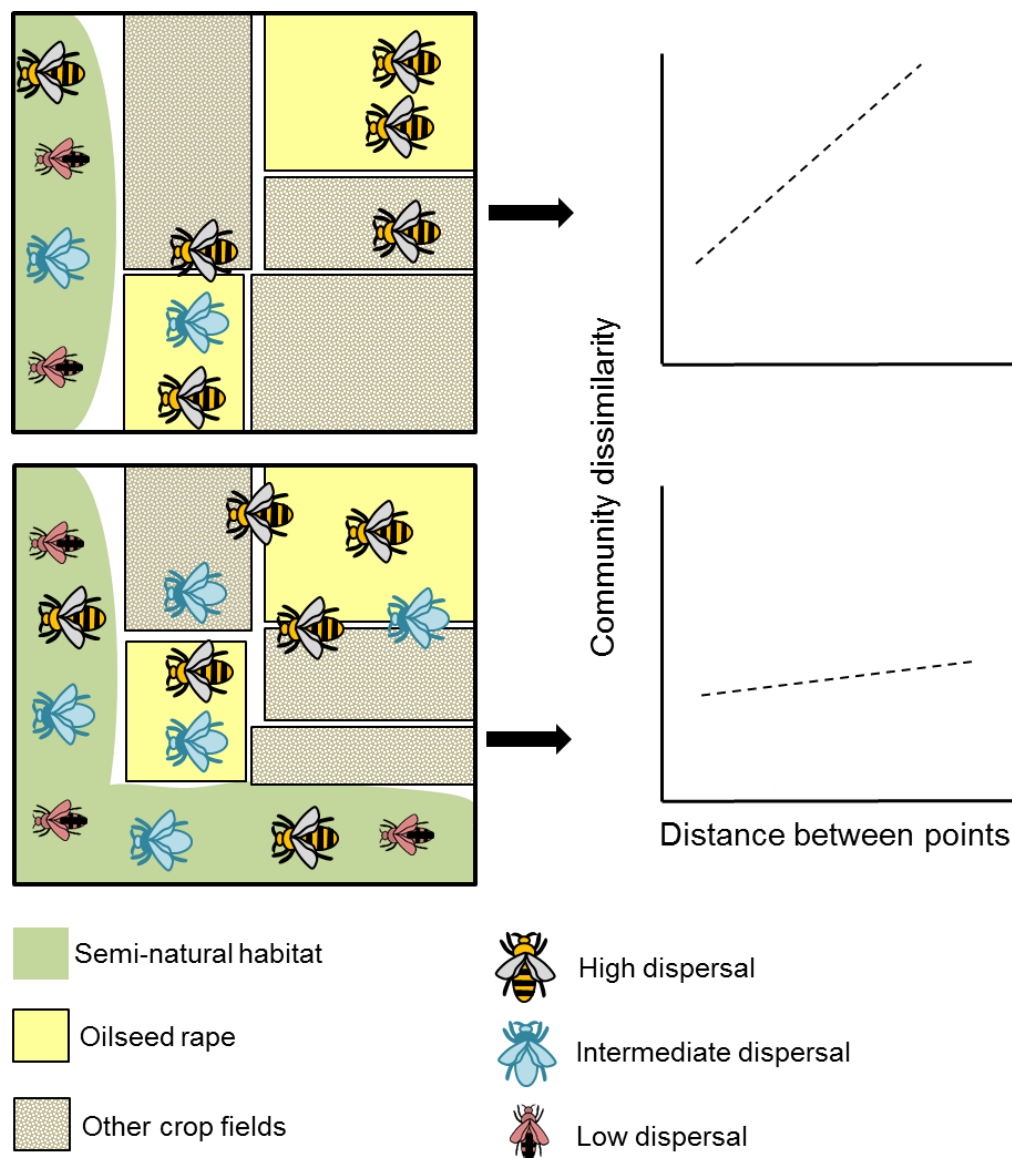 Community dissimilarity
Distance between points
Semi-natural habitat
Oilseed rape
Other crop fields
High dispersal
Intermediate dispersal
Low dispersal